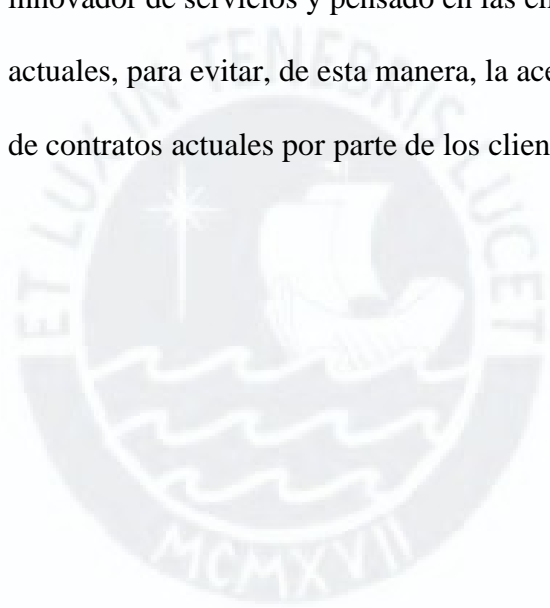 innovador de servicios y pensado en las
actuales, para evitar, de esta manera, la
de contratos actuales por parte de los
ET LUX IN TENEBRIS LUCET
MCMXVII